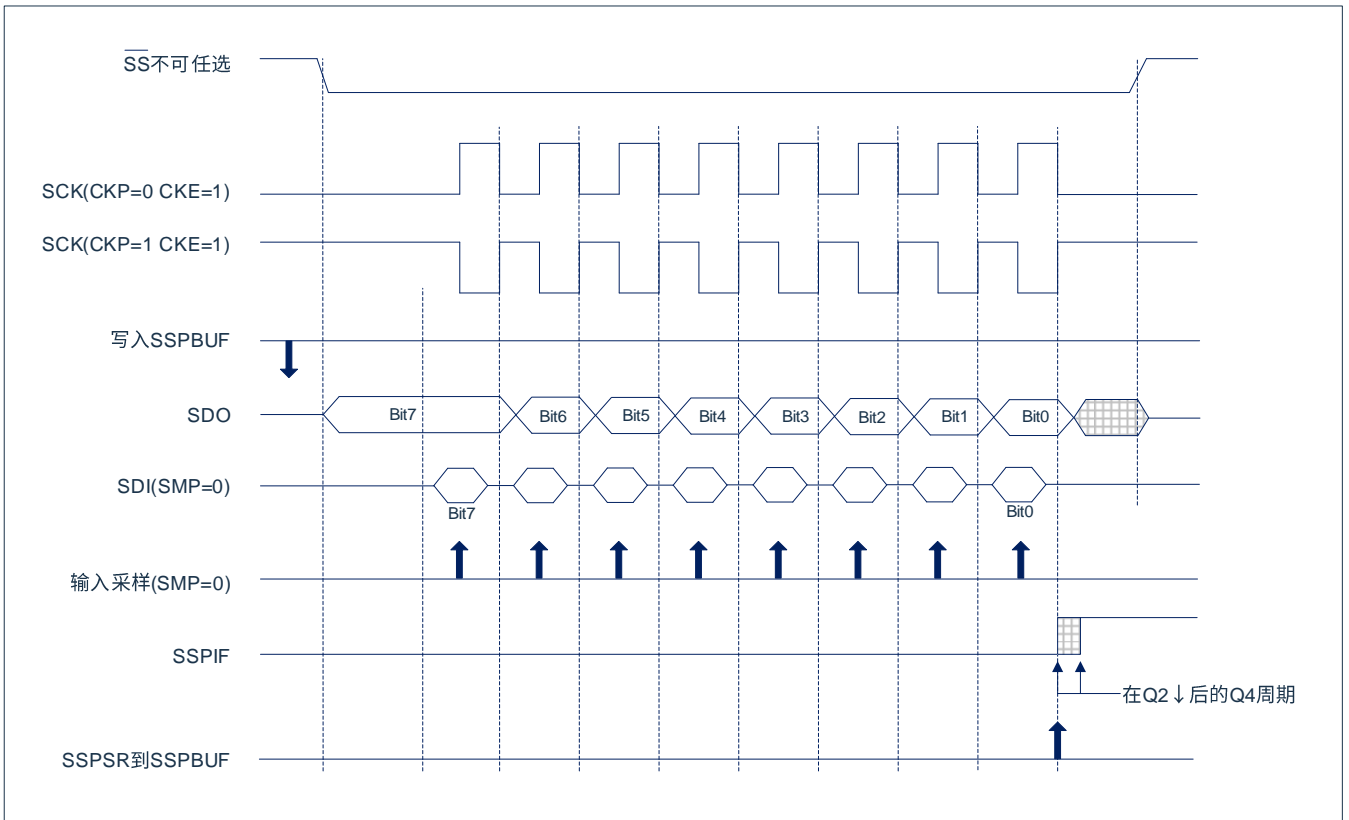 SS不可任选
SCK(CKP=0 CKE=1)
SCK(CKP=1 CKE=1)
写入SSPBUF
SDO
Bit7
Bit6
Bit5
Bit4
Bit3
Bit2
Bit1
Bit0
SDI(SMP=0)
Bit7
Bit0
输入采样(SMP=0)
SSPIF
在Q2↓后的Q4周期
SSPSR到SSPBUF